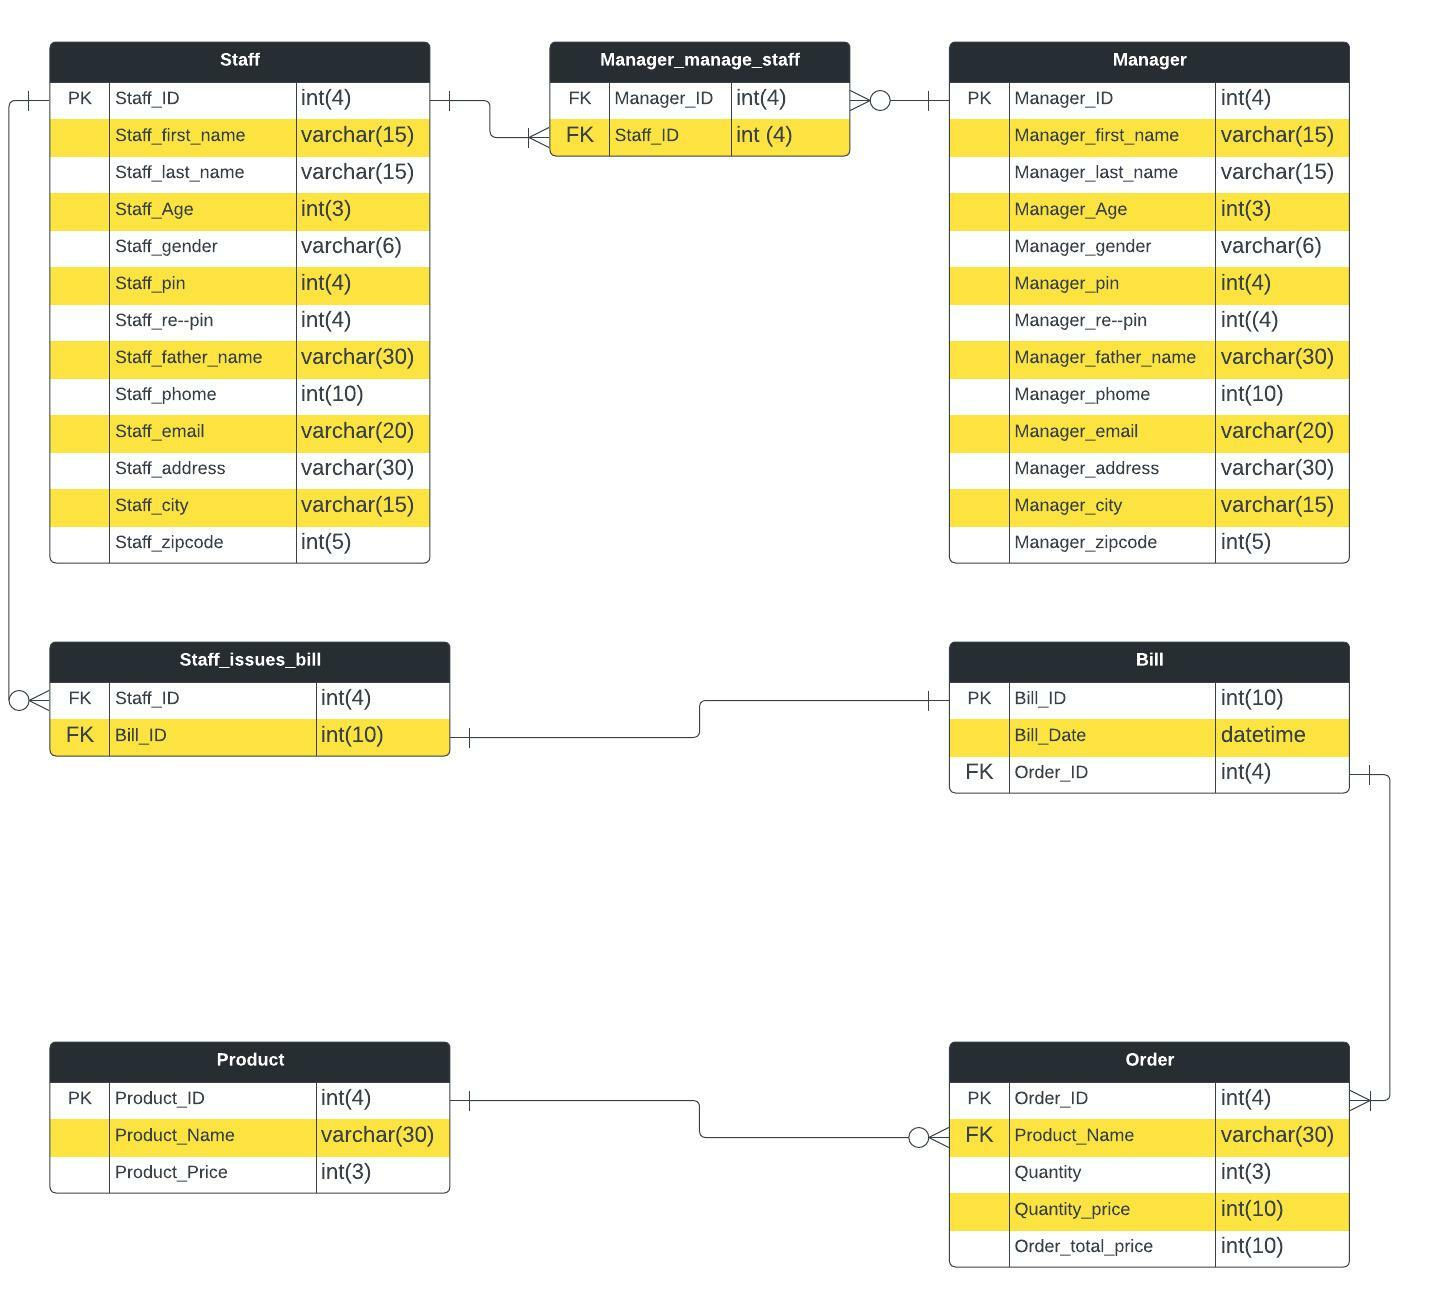 Staff
PK Staff_ID int(4)
Staff_first_name varchar(15)
Staff_last_name varchar(15)
Staff_Age int(3)
Staff_gender varchar(6)
Staff_pin int(4)
Staff_re--pin int(4)
Staff_father_name varchar(30)
Staff_phome int(10)
Staff_email varchar(20)
Staff_address varchar(30)
Staff_city varchar(15)
Staff_zipcode int(5)
Manager_manage_staff
FK Manager_ID int(4)
FK Staff_ID int (4)
Manager
PK Manager_ID int(4)
Manager_first_name varchar(15)
Manager_last_name varchar(15)
Manager_Age int(3)
Manager_gender varchar(6)
Manager_pin int(4)
Manager_re--pin int((4)
Manager_father_name varchar(30)
Manager_phome int(10)
Manager_email varchar(20)
Manager_address varchar(30)
Manager_city varchar(15)
Manager_zipcode int(5)
Staff_issues_bill
FK Staff_ID int(4)
FK Bill_ID int(10)
Bill
PK Bill_ID int(10)
Bill_Date datetime
FK Order_ID int(4)
Product
PK Product_ID int(4)
Product_Name varchar(30)
Product_Price int(3)
Order
PK Order_ID int(4)
FK Product_Name varchar(30)
Quantity int(3)
Quantity_price int(10)
Order_total_price int(10)